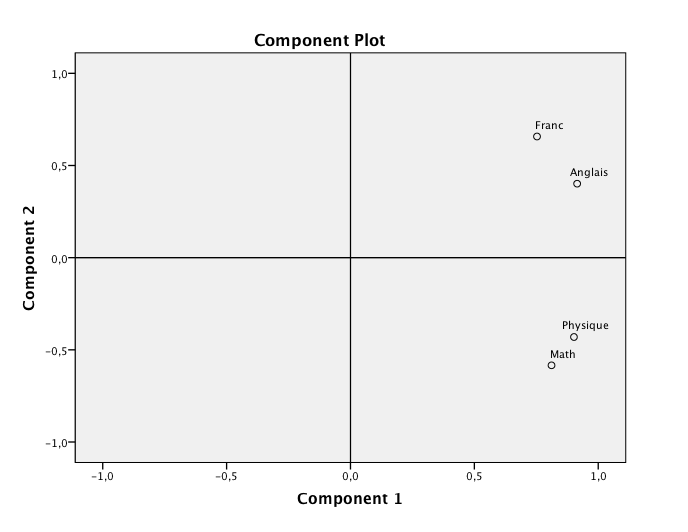 Component Plot
Component 2
1,0
0,5
0,0
−0,5
−1,0
Franc
Anglais
Physique
Math
−1,0
−0,5
0,0
0,5
1,0
Component 1